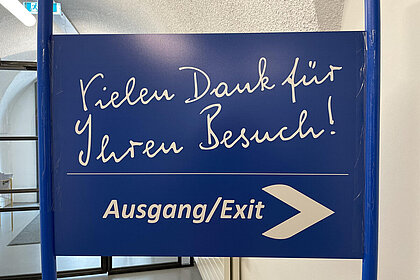 Vielen Dank für
Ihren Besuch!
Ausgang/Exit